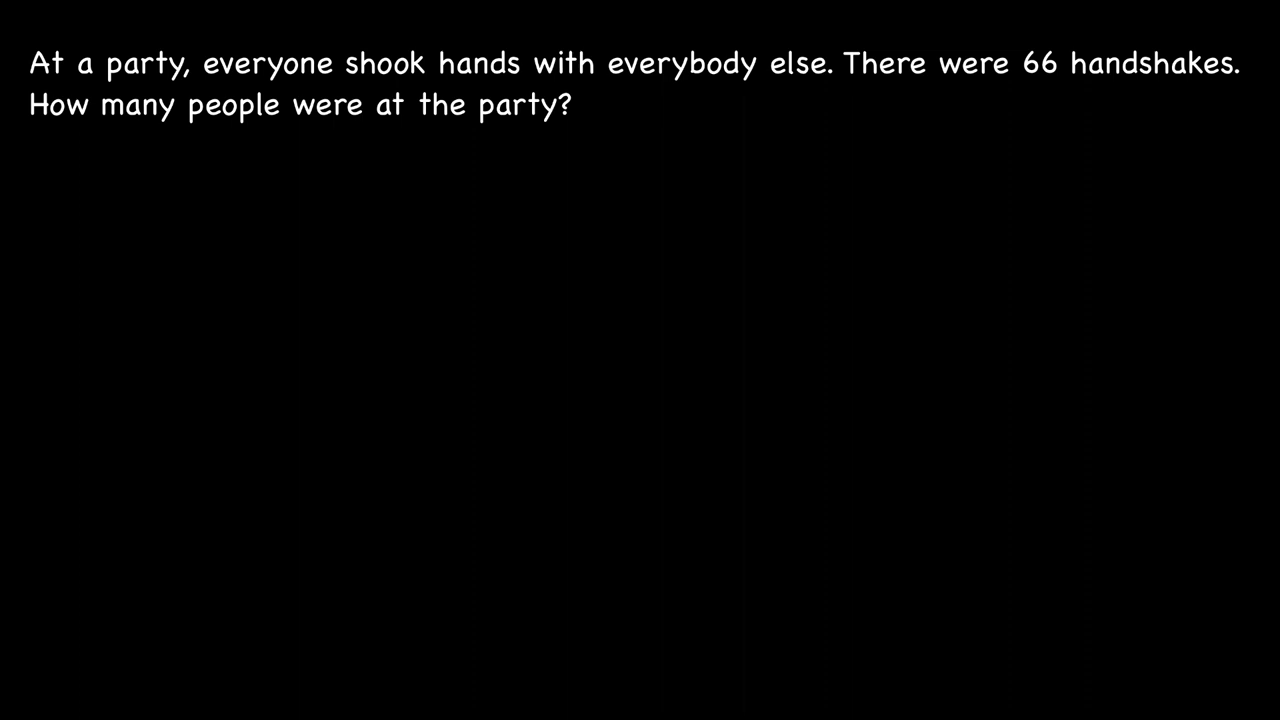 At a party, everyone shook hands with everybody else. There were 66 handshakes.
How many people were at the party?